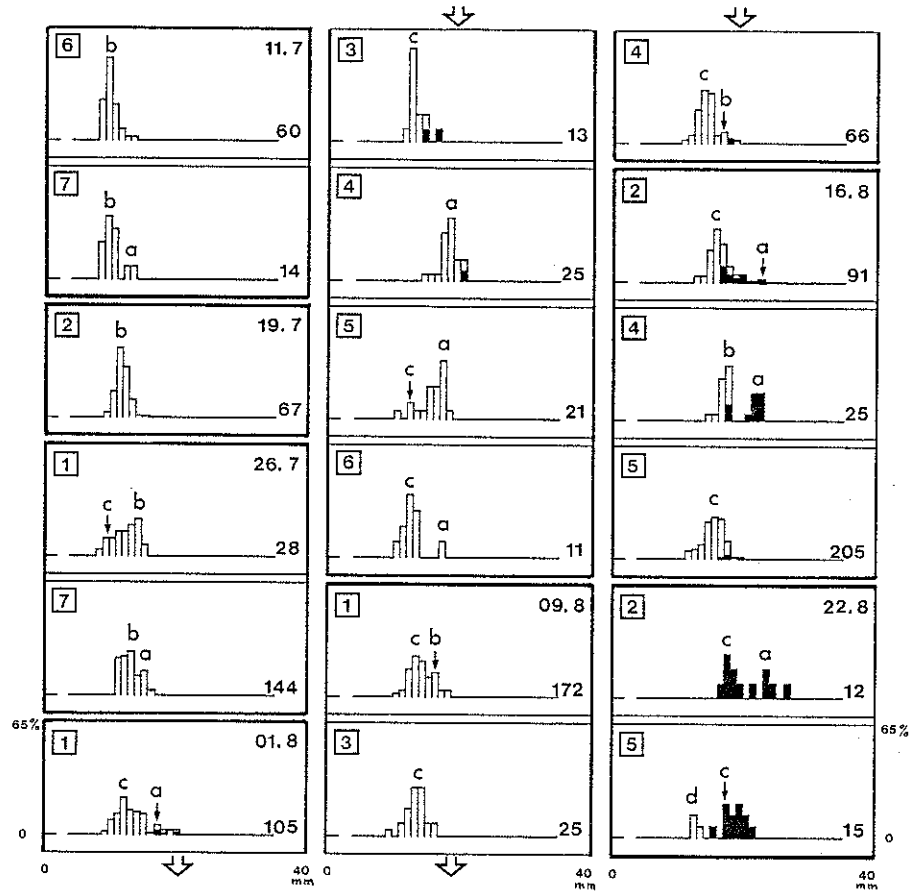 6 b 11.7
60
7 b a
14
2 b 19.7
67
1 c b 26.7
28
7 b a
144
65%
1 c a 01.8
0 105
0 40
mm
3 c
13
4 a
25
5 c a
21
6 c a
11
1 c b 09.8
172
3 c
25
0 40
mm
4 c b
66
2 c a 16.8
91
4 b a
25
5 c
205
2 c a 22.8
12
65%
5 d c
15 0
0 40
mm